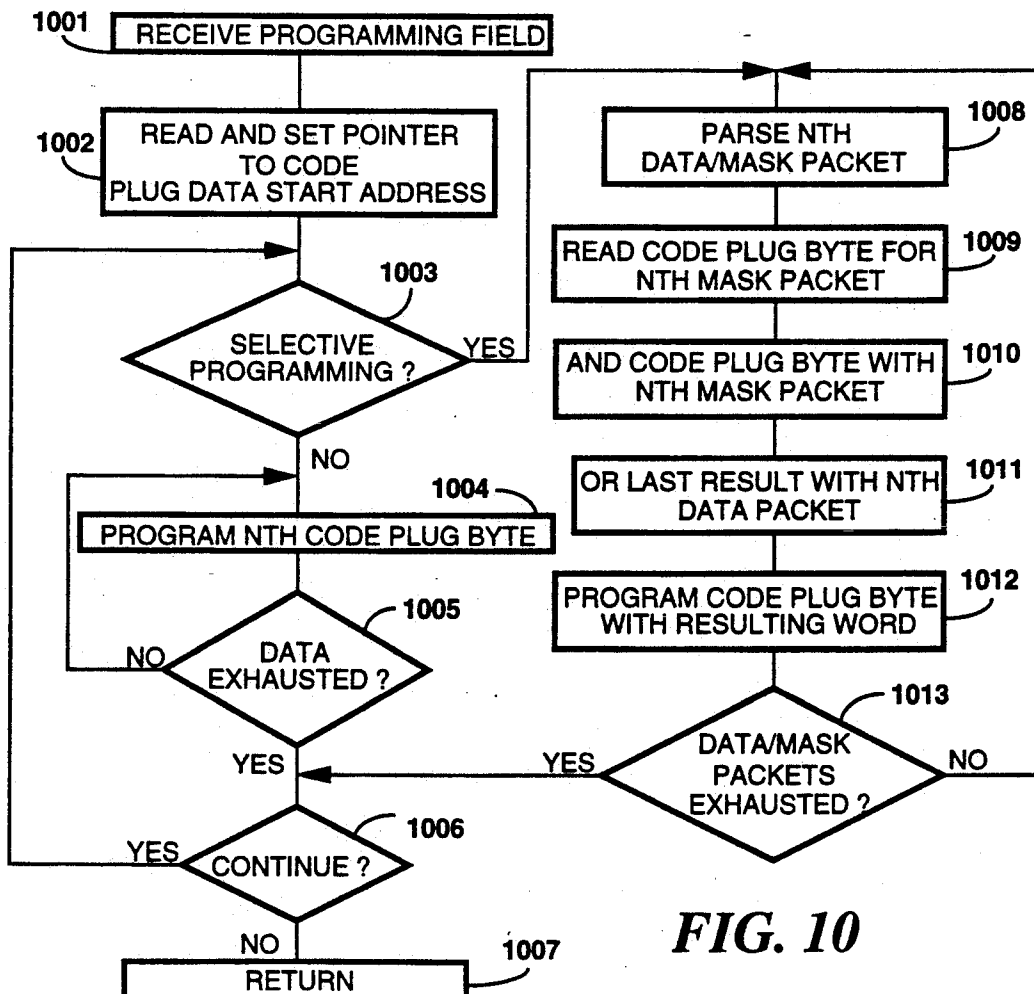 1001
RECEIVE PROGRAMMING FIELD
1002
READ AND SET POINTER
TO CODE
PLUG DATA START ADDRESS
1003
SELECTIVE
PROGRAMMING ?
YES
NO
1004
PROGRAM NTH CODE PLUG BYTE
1005
DATA
EXHAUSTED ?
NO
YES
1006
CONTINUE ?
YES
NO
1007
RETURN
1008
PARSE NTH
DATA/MASK PACKET
1009
READ CODE PLUG BYTE FOR
NTH MASK PACKET
1010
AND CODE PLUG BYTE WITH
NTH MASK PACKET
1011
OR LAST RESULT WITH NTH
DATA PACKET
1012
PROGRAM CODE PLUG BYTE
WITH RESULTING WORD
1013
DATA/MASK
PACKETS
EXHAUSTED ?
YES
NO
FIG. 10